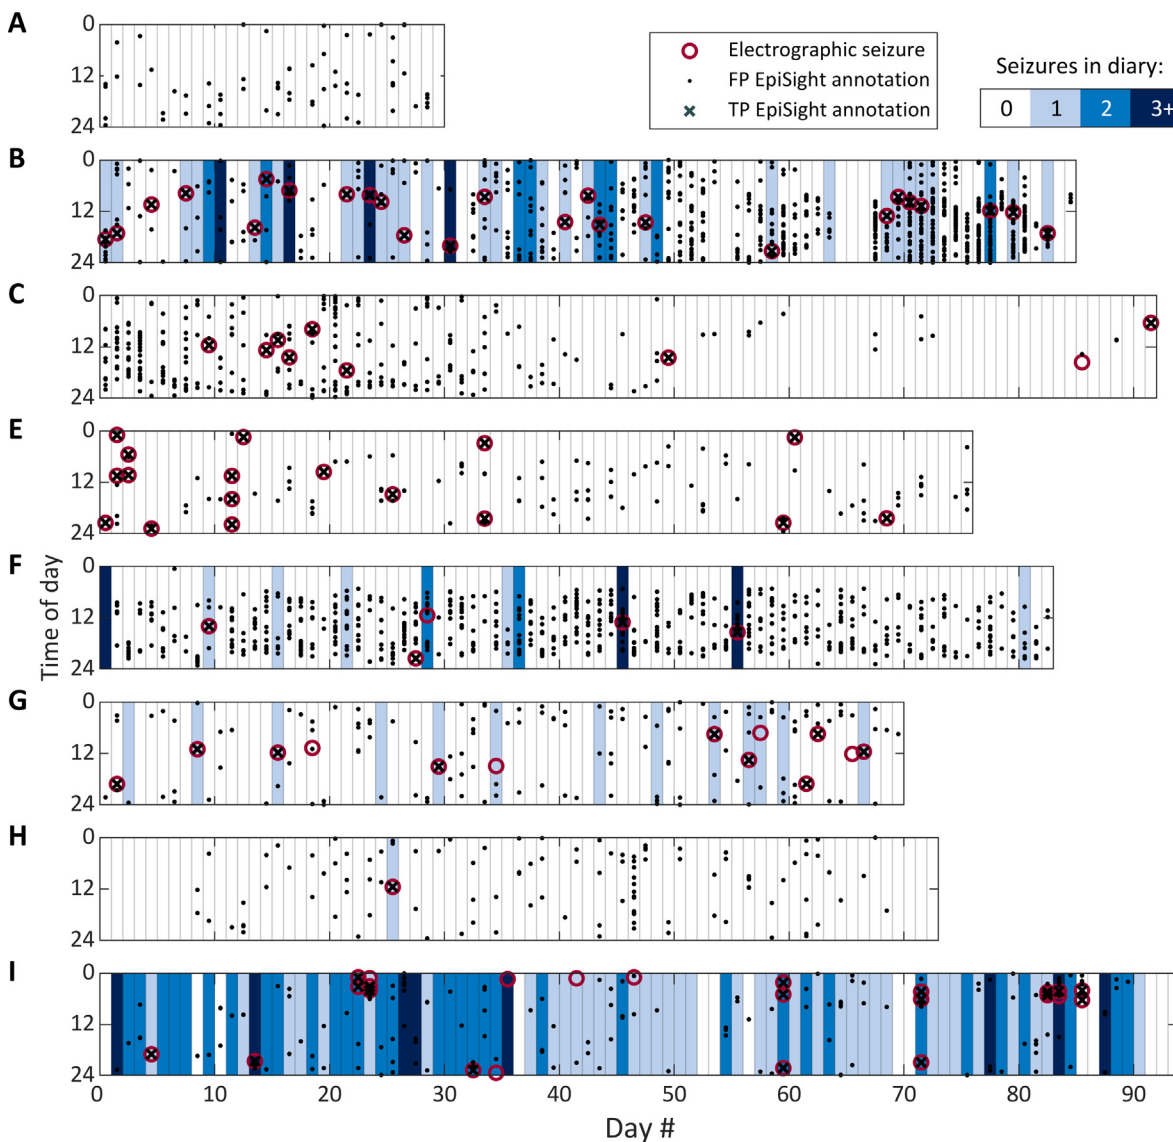 A
0
12
24
Electrographic seizure
FP EpiSight annotation
TP EpiSight annotation
Seizures in diary:
0 1 2 3+
B
0
12
24
C
0
12
24
E
0
12
24
F
0
12
24
Time of day
G
0
12
24
H
0
12
24
I
0
12
24
0 10 20 30 40 50 60 70 80 90
Day #